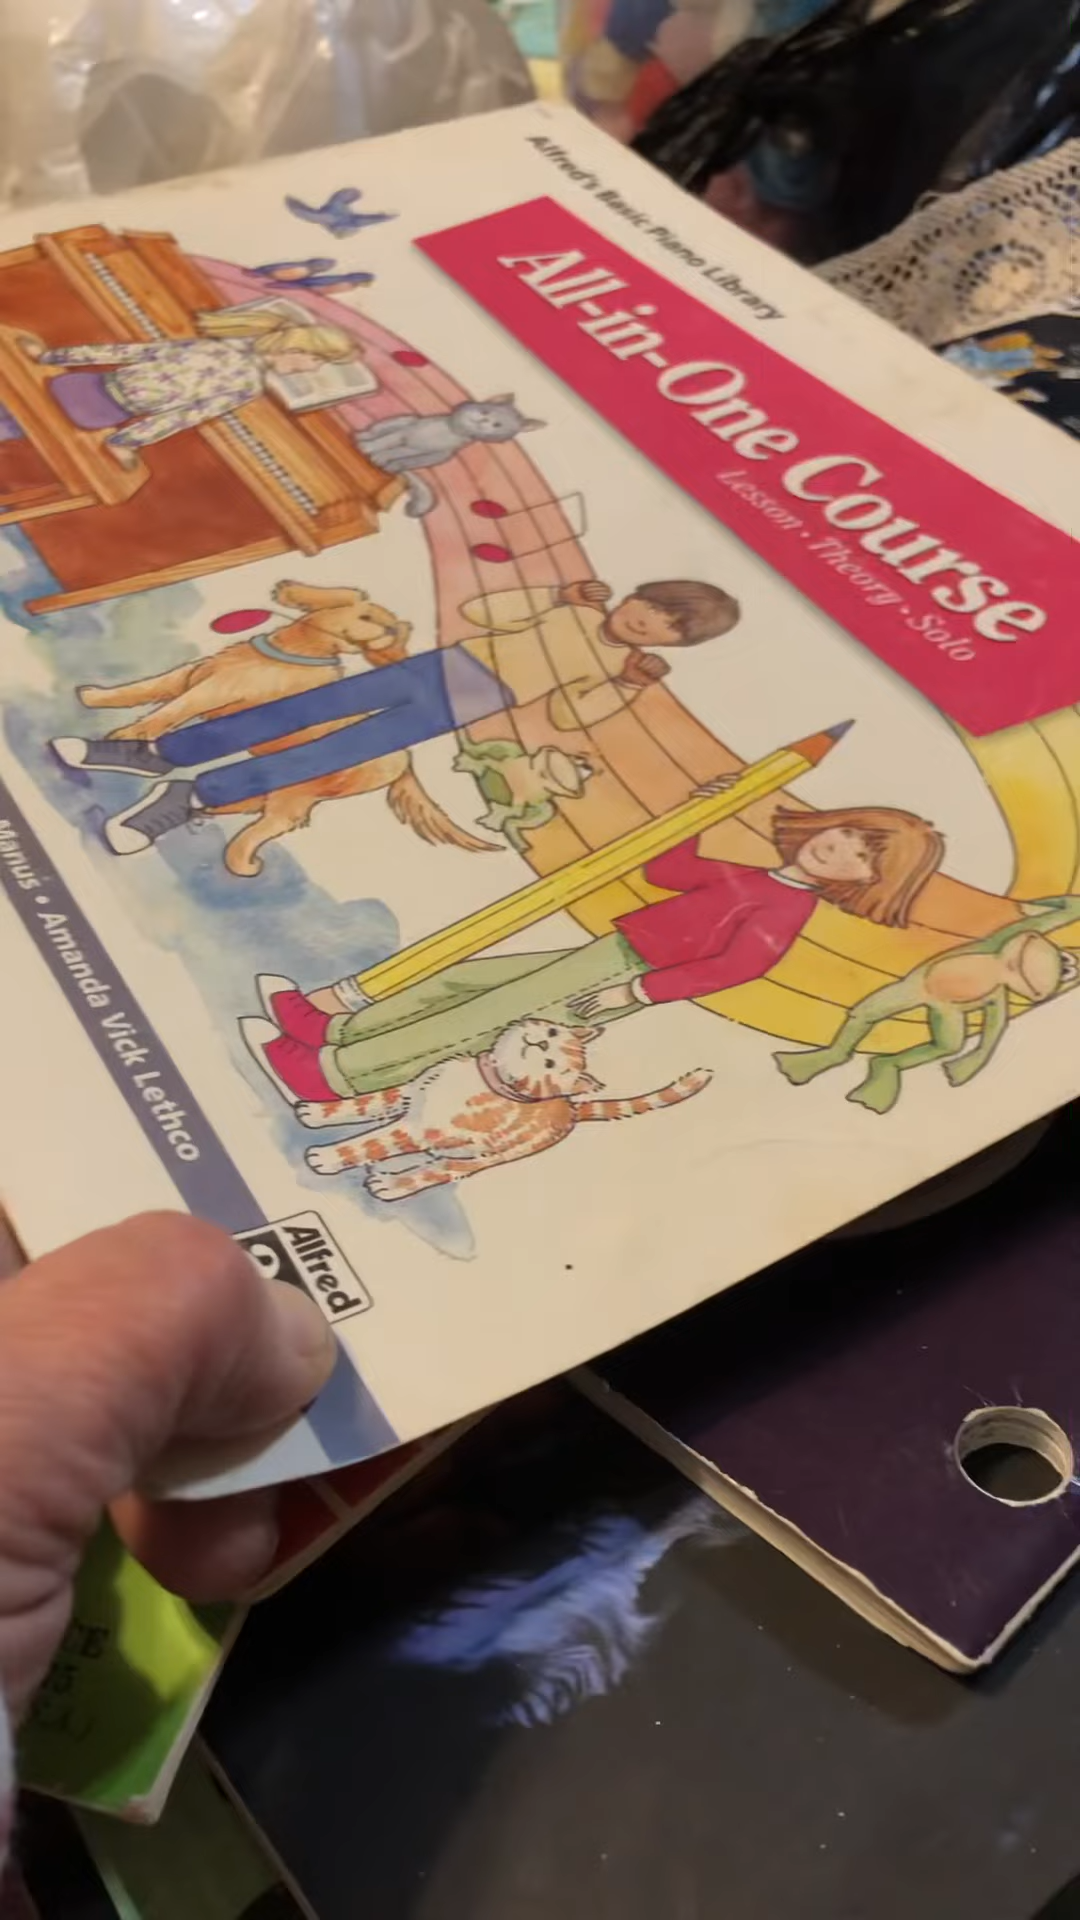 Alfred's Basic Piano Library
All-in-One Course
Lesson • Theory • Solo
Manus • Amanda Vick Lethco
Alfred